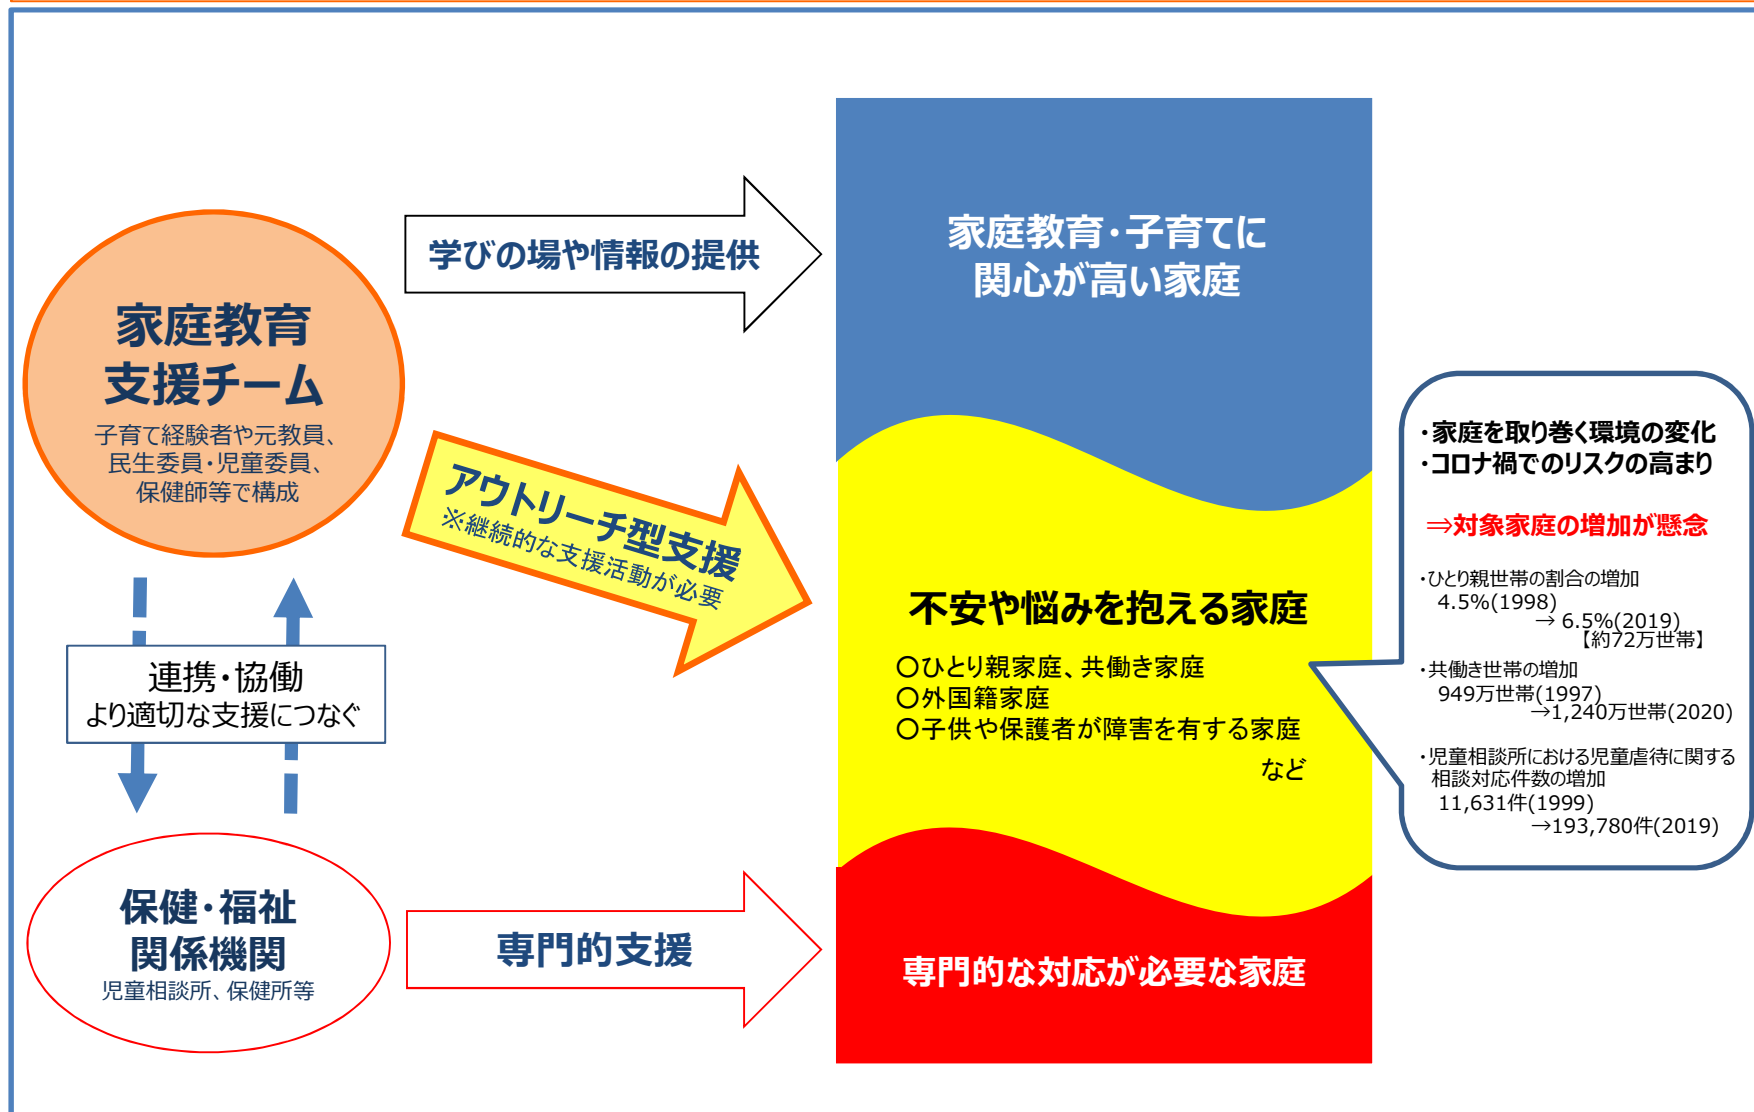 家庭教育
支援チーム
子育て経験者や元教員、
民生委員・児童委員、
保健師等で構成
学びの場や情報の提供
アウトリーチ型支援
※継続的な支援活動が必要
連携・協働
より適切な支援につなぐ
保健・福祉
関係機関
児童相談所、保健所等
専門的支援
家庭教育・子育てに
関心が高い家庭
不安や悩みを抱える家庭
〇ひとり親家庭、共働き家庭
〇外国籍家庭
〇子供や保護者が障害を有する家庭
など
専門的な対応が必要な家庭
・家庭を取り巻く環境の変化
・コロナ禍でのリスクの高まり
⇒対象家庭の増加が懸念
・ひとり親世帯の割合の増加
4.5%(1998)
→ 6.5%(2019)
【約72万世帯】
・共働き世帯の増加
949万世帯(1997)
→1,240万世帯(2020)
・児童相談所における児童虐待に関する
相談対応件数の増加
11,631件(1999)
→193,780件(2019)